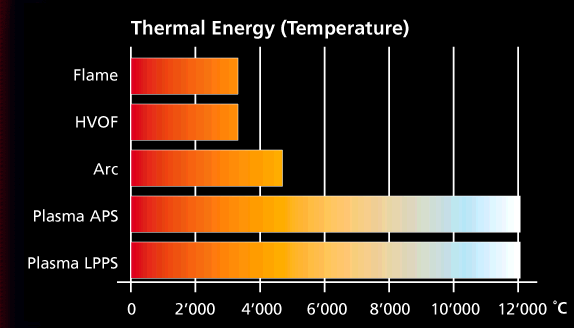 Thermal Energy (Temperature)
Flame
HVOF
Arc
Plasma APS
Plasma LPPS
0 2'000 4'000 6'000 8'000 10'000 12'000 °C